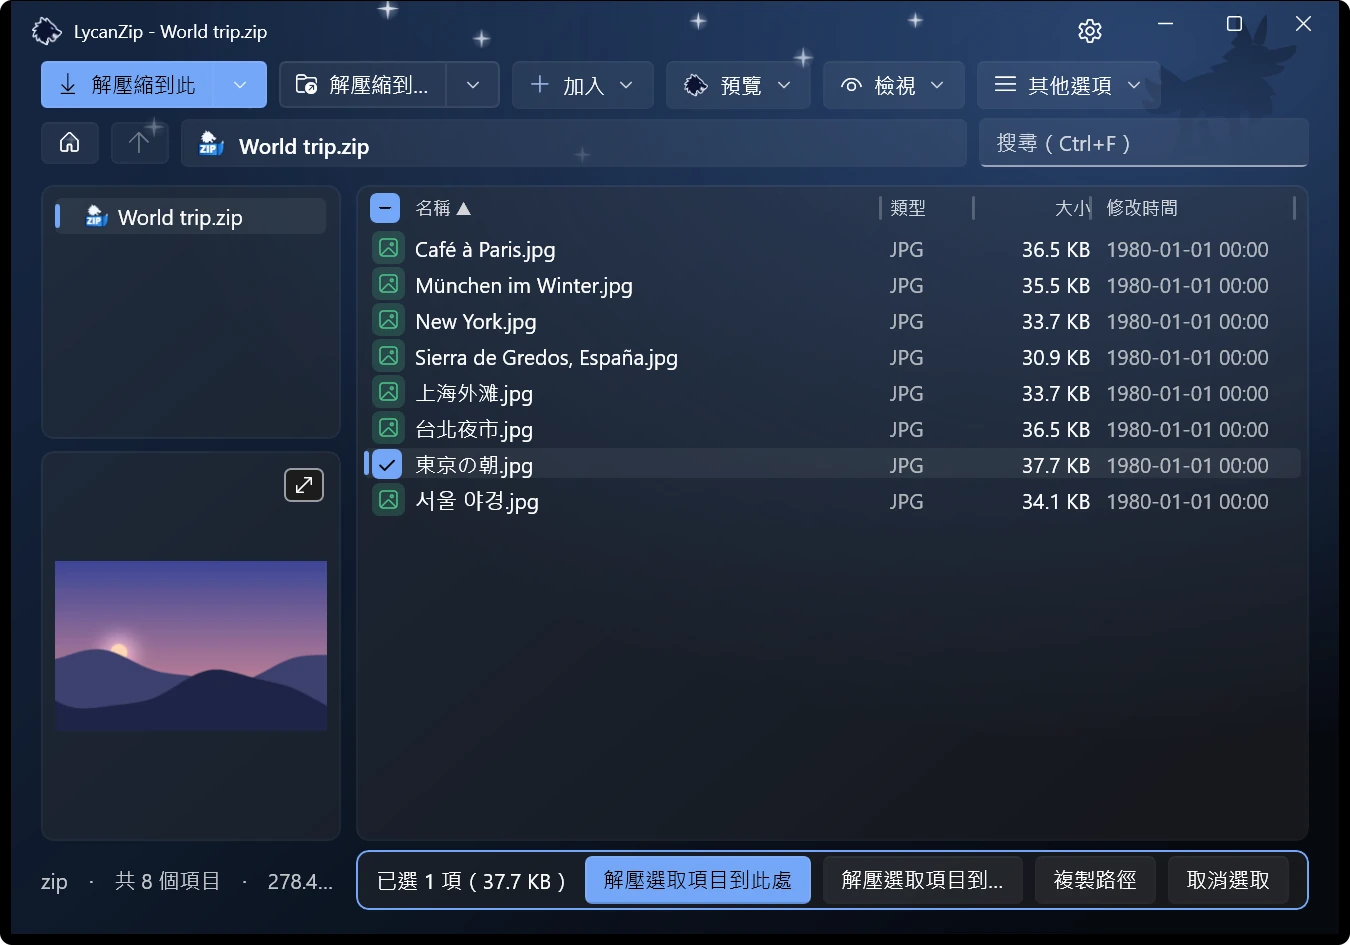 LycanZip - World trip.zip
解壓縮到此
解壓縮到...
加入
預覽
檢視
其他選項
World trip.zip
搜尋 ( Ctrl+F )
World trip.zip
名稱 ▲ 類型 大小 修改時間
Café à Paris.jpg JPG 36.5 KB 1980-01-01 00:00
München im Winter.jpg JPG 35.5 KB 1980-01-01 00:00
New York.jpg JPG 33.7 KB 1980-01-01 00:00
Sierra de Gredos, España.jpg JPG 30.9 KB 1980-01-01 00:00
上海外滩.jpg JPG 33.7 KB 1980-01-01 00:00
台北夜市.jpg JPG 36.5 KB 1980-01-01 00:00
東京の朝.jpg JPG 37.7 KB 1980-01-01 00:00
서울 야경.jpg JPG 34.1 KB 1980-01-01 00:00
zip · 共 8 個項目 · 278.4...
已選 1 項 ( 37.7 KB )
解壓選取項目到此處
解壓選取項目到...
複製路徑
取消選取